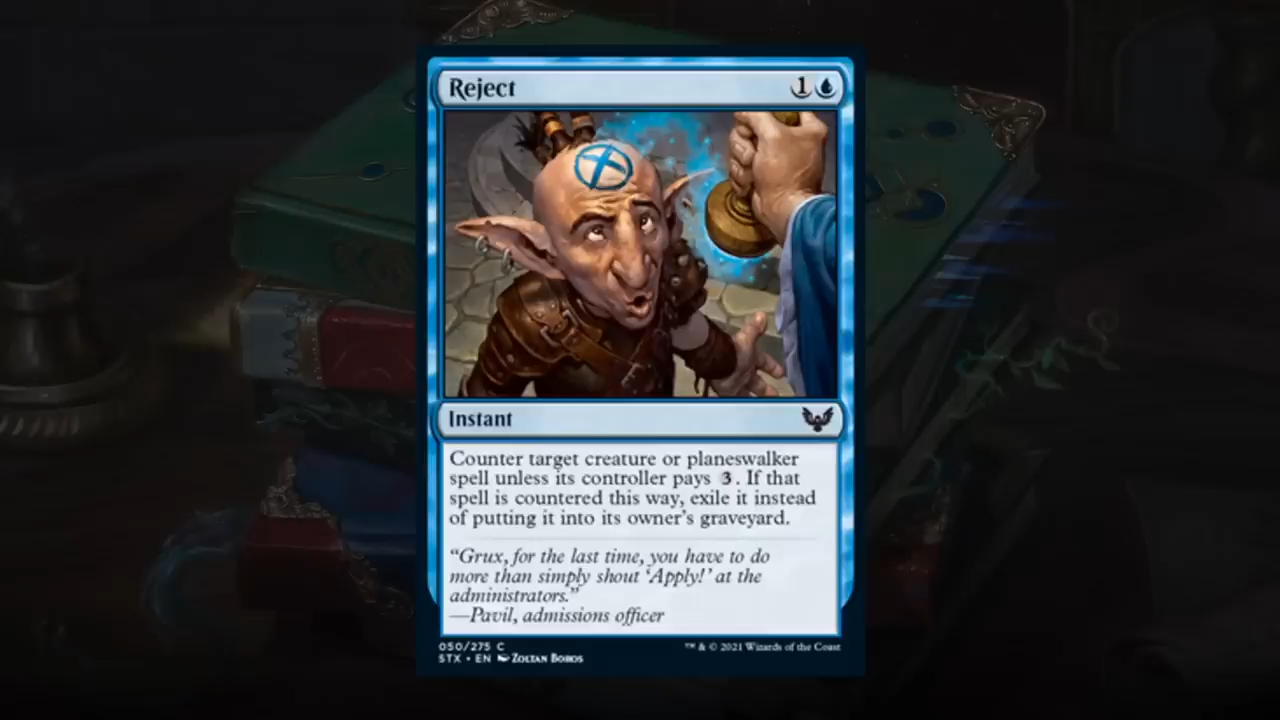 Reject
1
Instant
Counter target creature or planeswalker
spell unless its controller pays 3. If that
spell is countered this way, exile it instead
of putting it into its owner's graveyard.
"Grux, for the last time, you have to do
more than simply shout 'Apply!' at the
administrators."
—Pavil, admissions officer
050/275 C
™ & © 2021 Wizards of the Coast
STX • EN Zoltan Boros